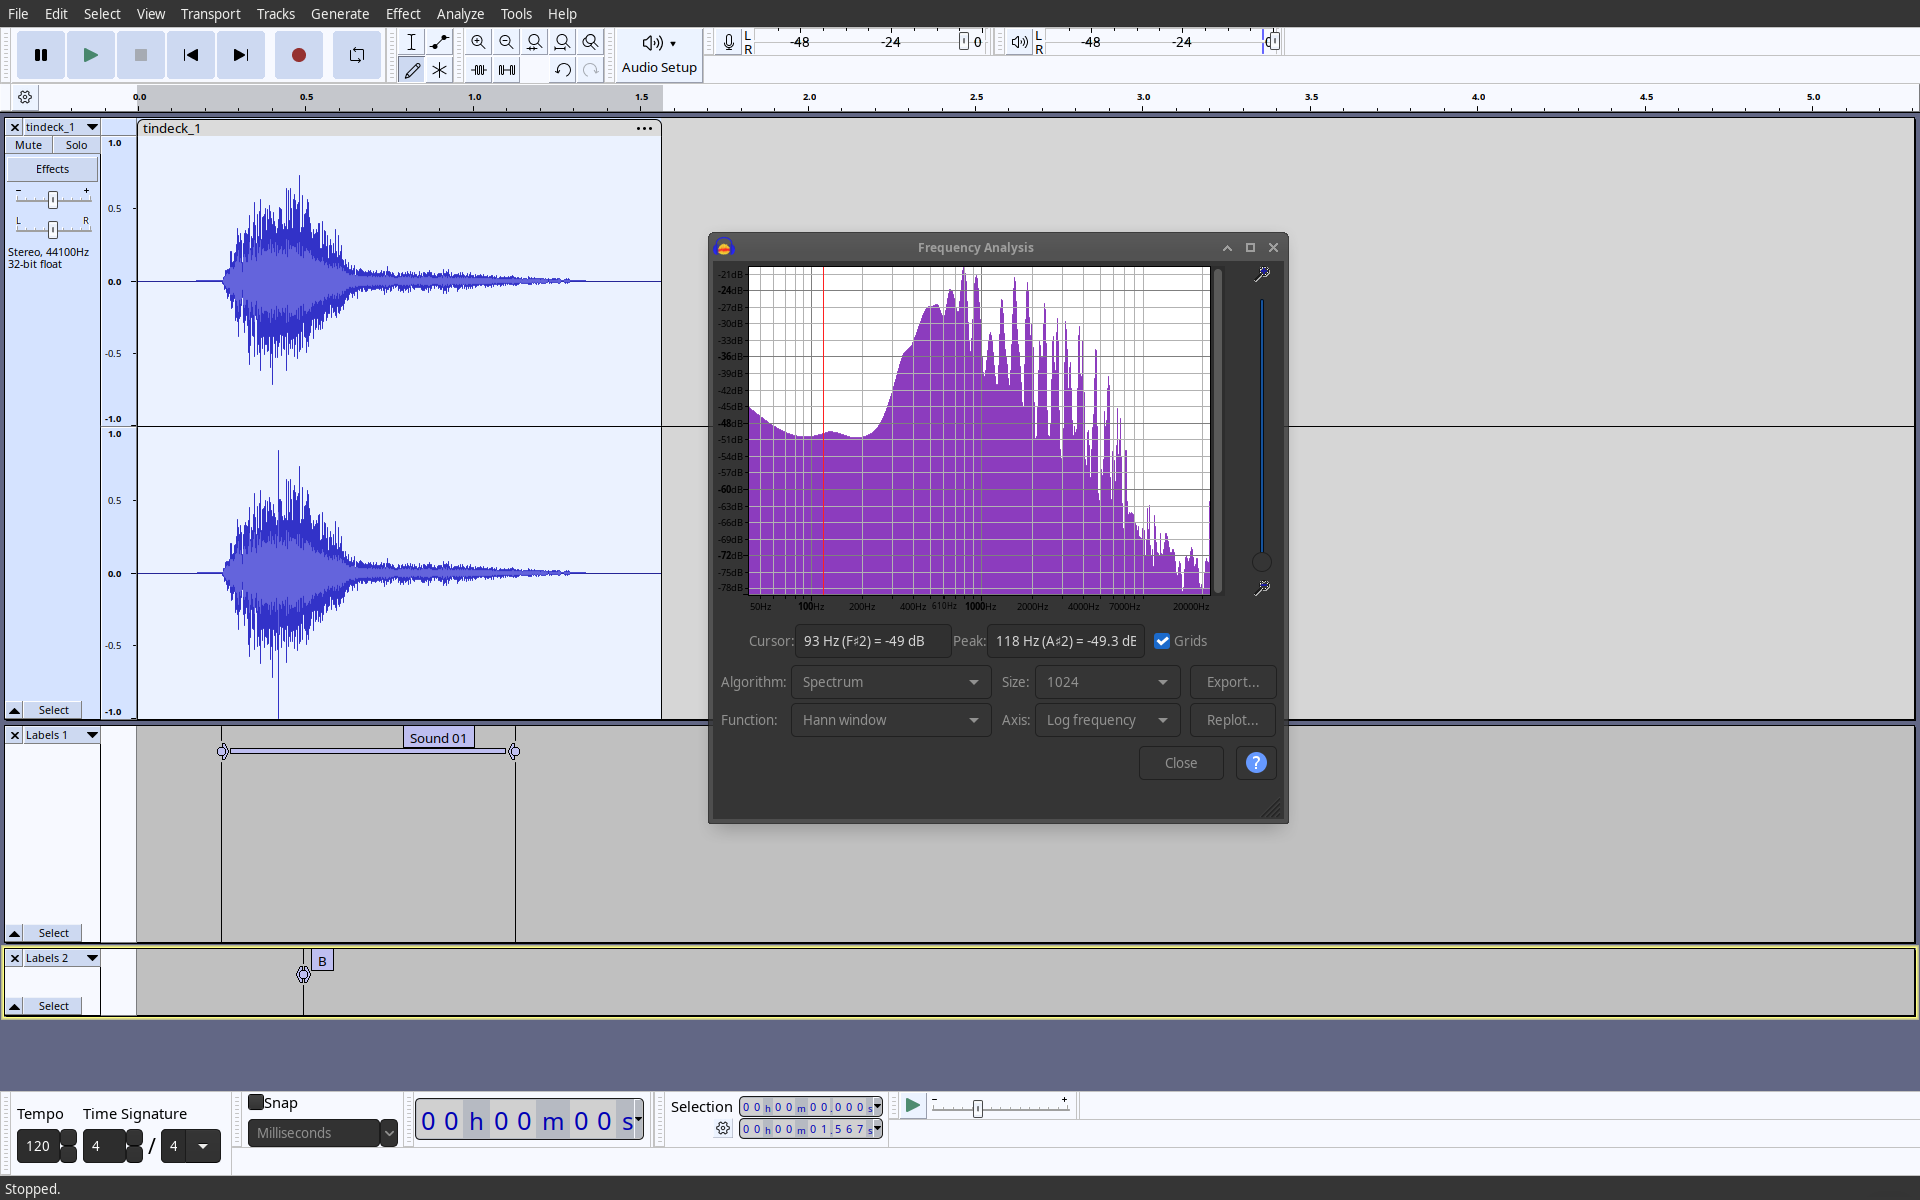 File Edit Select View Transport Tracks Generate Effect Analyze Tools Help
L R -48 -24 0
L R -48 -24 0
Audio Setup
0.0 0.5 1.0 1.5 2.0 2.5 3.0 3.5 4.0 4.5 5.0
tindeck_1
tindeck_1
Mute Solo
Effects
- +
L R
Stereo, 44100Hz
32-bit float
Select
1.0
0.5
0.0
-0.5
-1.0
1.0
0.5
0.0
-0.5
-1.0
Frequency Analysis
-21dB
-24dB
-27dB
-30dB
-33dB
-36dB
-39dB
-42dB
-45dB
-48dB
-51dB
-54dB
-57dB
-60dB
-63dB
-66dB
-69dB
-72dB
-75dB
-78dB
50Hz 100Hz 200Hz 400Hz 610Hz 1000Hz 2000Hz 4000Hz 7000Hz 20000Hz
Cursor: 93 Hz (F♯2) = -49 dB Peak: 118 Hz (A♯2) = -49.3 dB Grids
Algorithm: Spectrum Size: 1024 Export...
Function: Hann window Axis: Log frequency Replot...
Close ?
Labels 1
Sound 01
Select
Labels 2
B
Select
Tempo Time Signature
120 4 / 4
Snap
Milliseconds
00h00m00s
Selection
00h00m00.000s
00h00m01.567s
- +
Stopped.